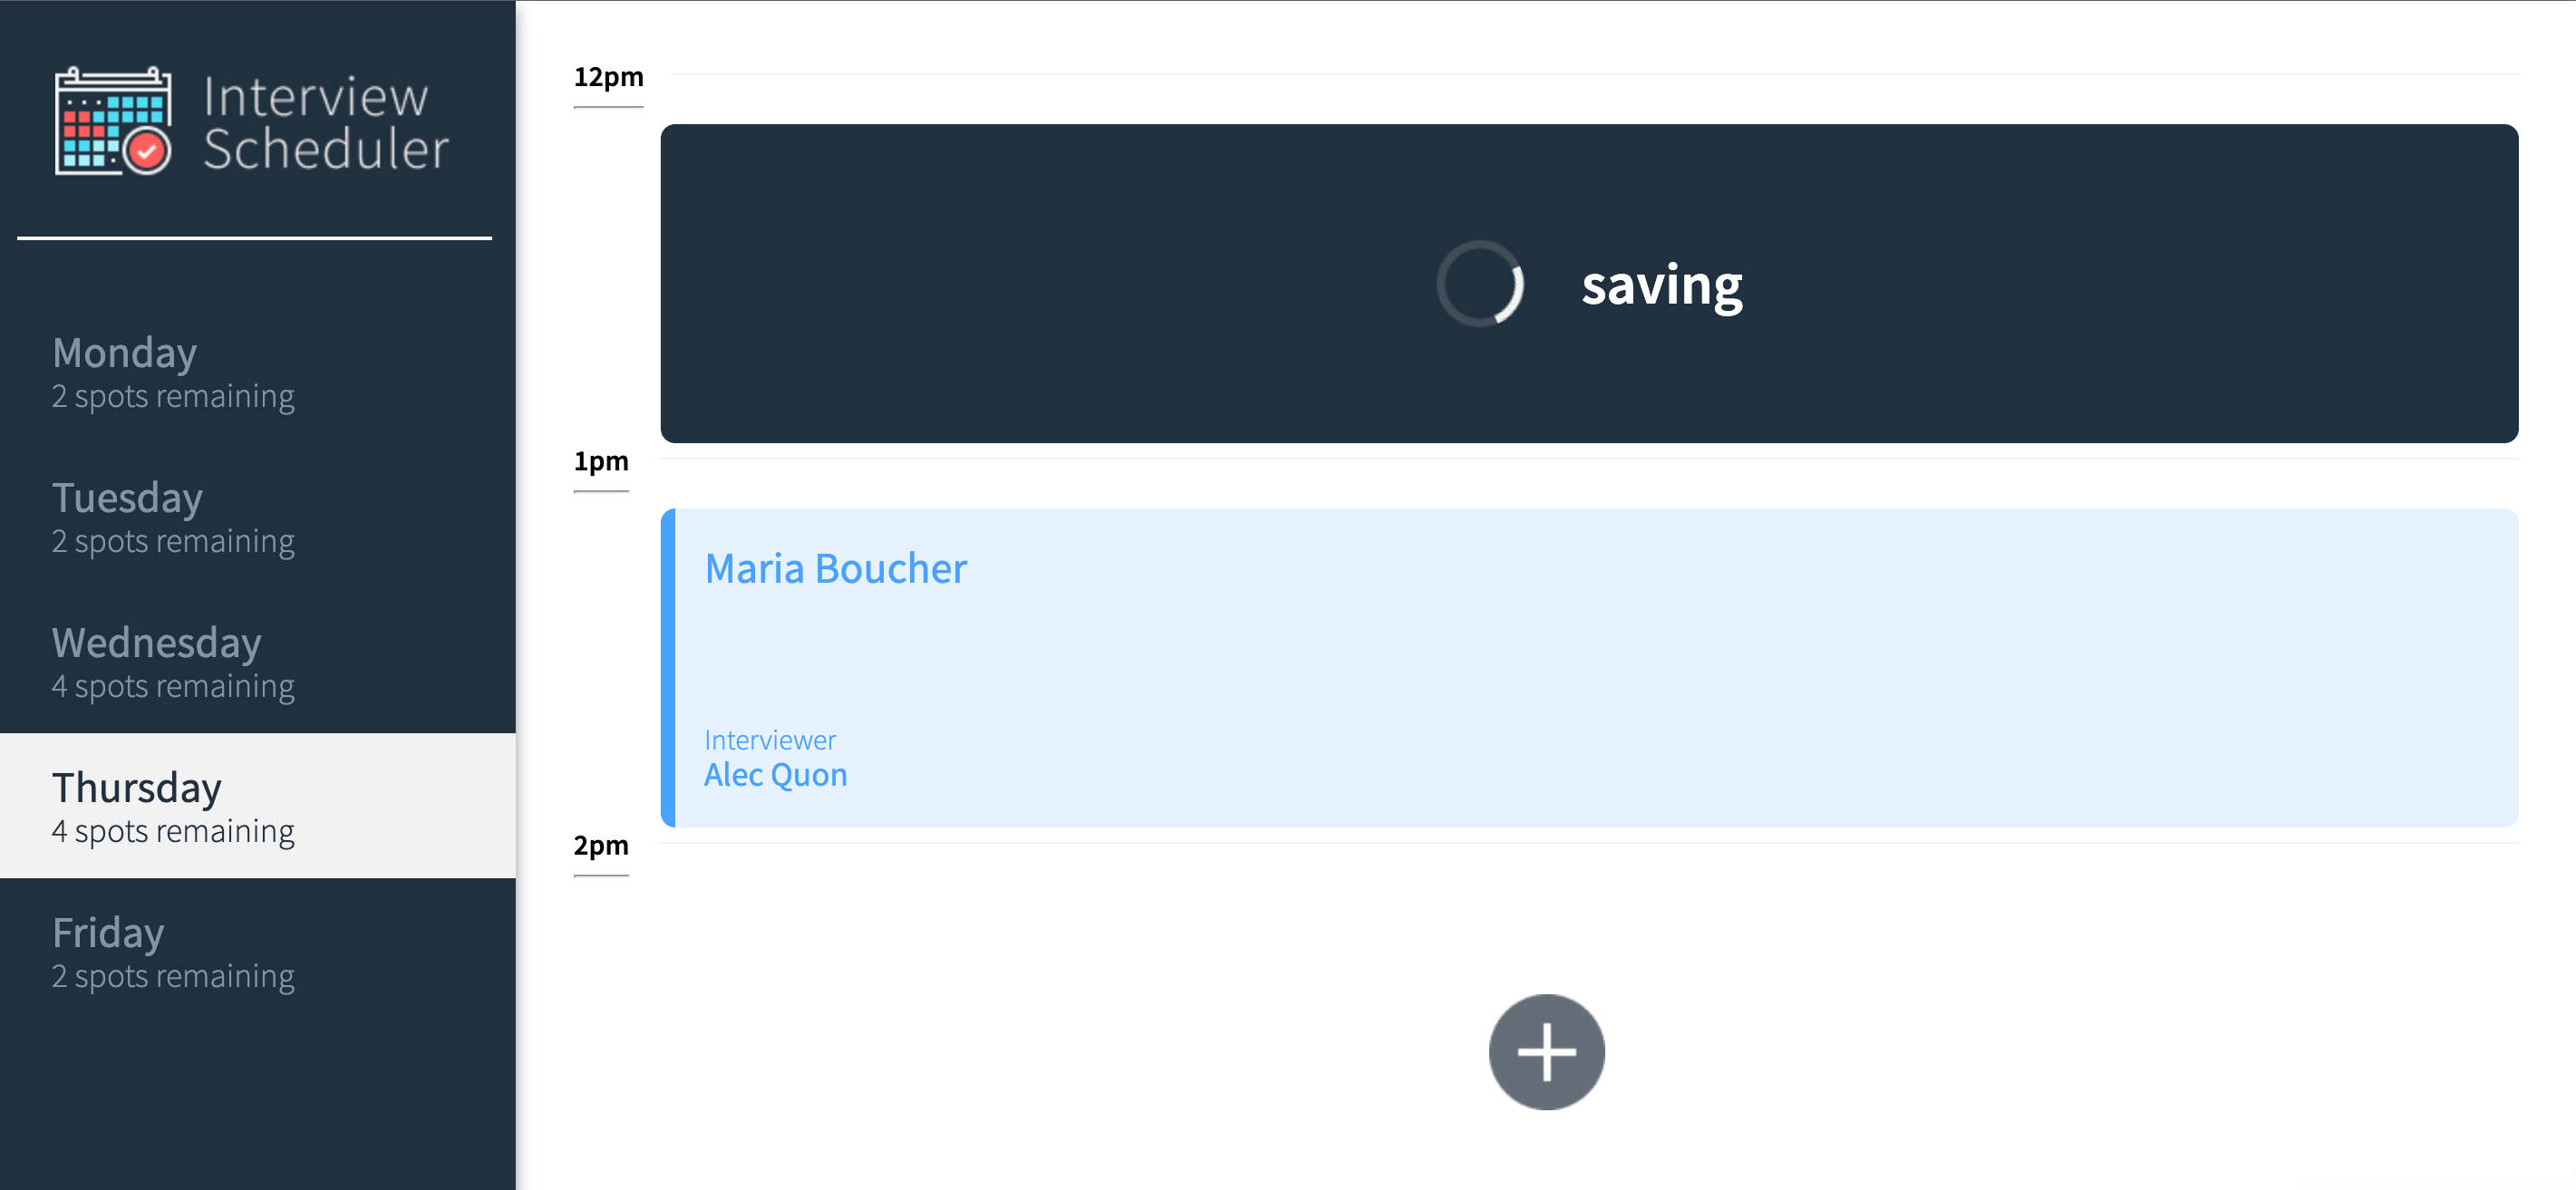 Interview
Scheduler
Monday
2 spots remaining
Tuesday
2 spots remaining
Wednesday
4 spots remaining
Thursday
4 spots remaining
Friday
2 spots remaining
12pm
saving
1pm
Maria Boucher
Interviewer
Alec Quon
2pm